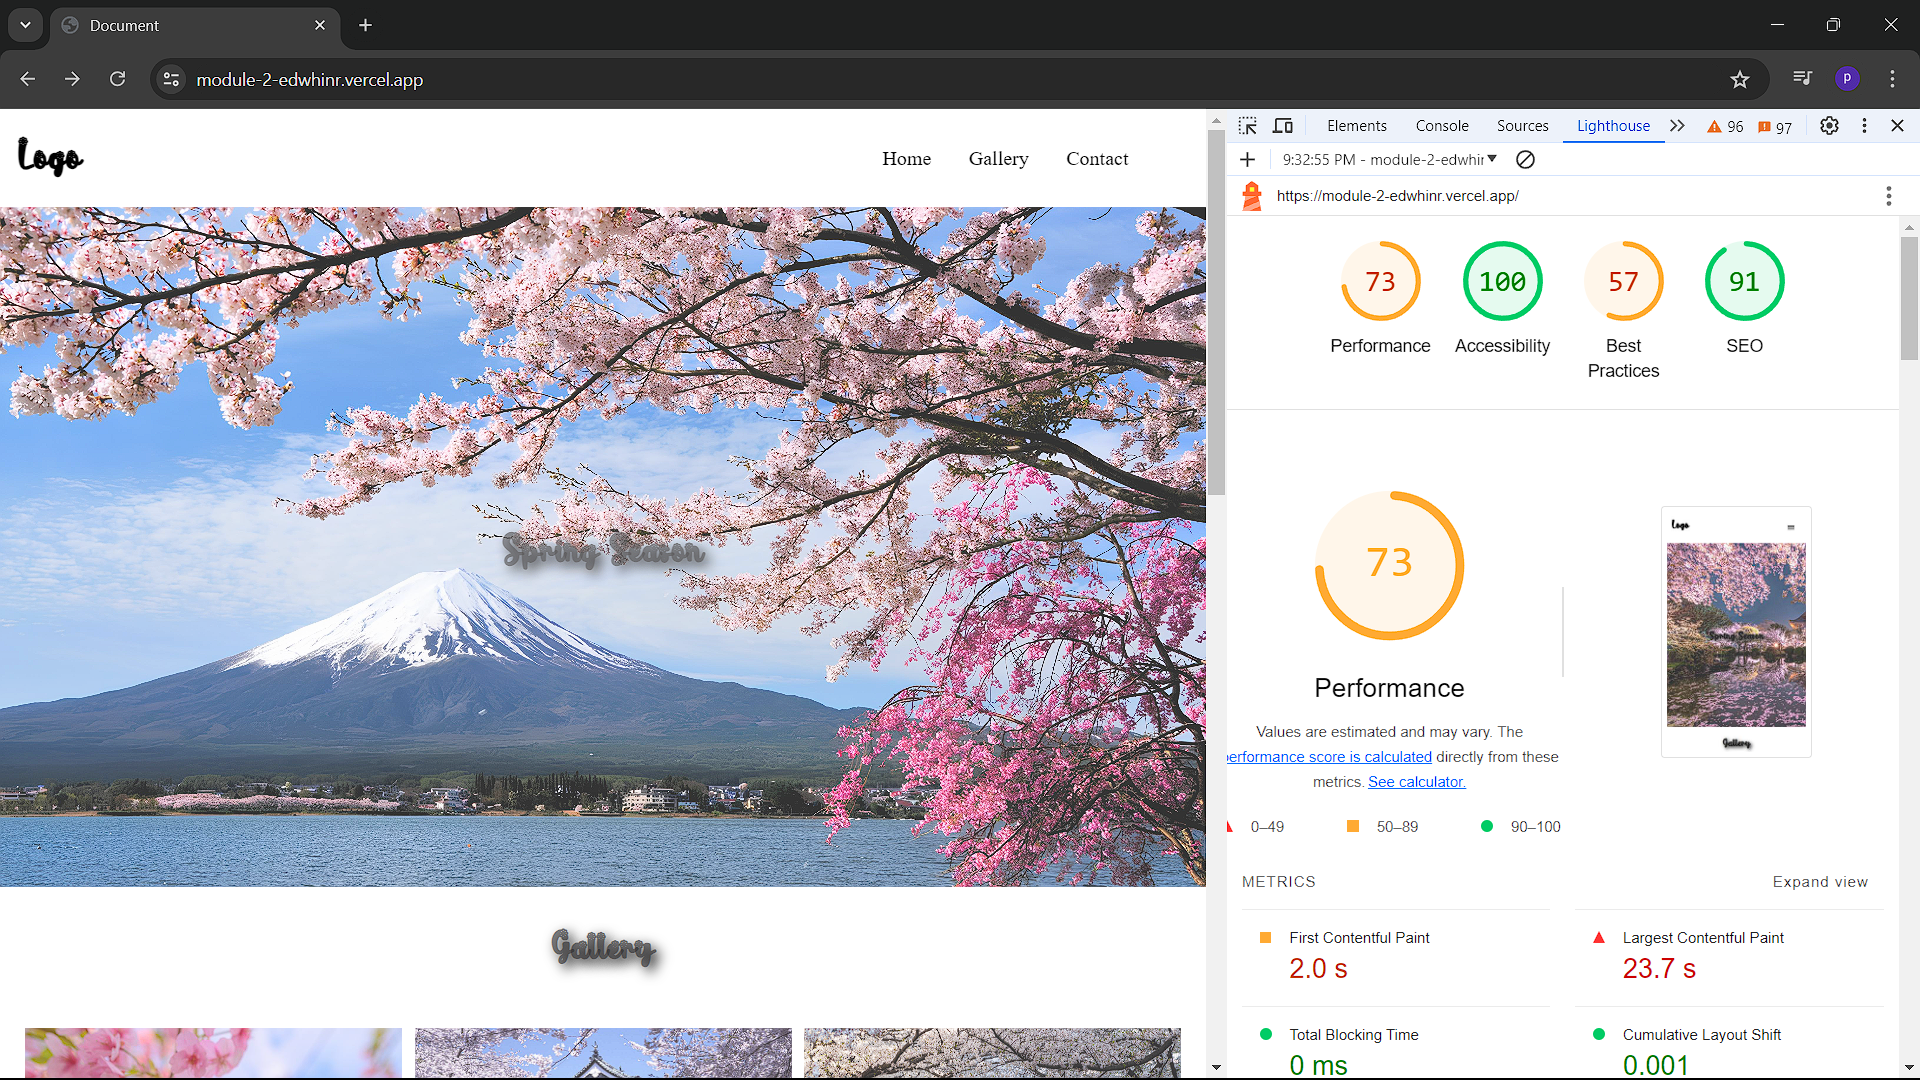 Document
module-2-edwhinr.vercel.app
p
Logo
Home
Gallery
Contact
Spring Season
Gallery
Elements
Console
Sources
Lighthouse
96
97
9:32:55 PM - module-2-edwhir
https://module-2-edwhinr.vercel.app/
73
100
57
91
Performance
Accessibility
Best
Practices
SEO
73
Performance
Values are estimated and may vary. The
erformance score is calculated directly from these
metrics. See calculator.
0–49
50–89
90–100
Logo
Spring Season
Gallery
METRICS
Expand view
First Contentful Paint
2.0 s
Largest Contentful Paint
23.7 s
Total Blocking Time
0 ms
Cumulative Layout Shift
0.001